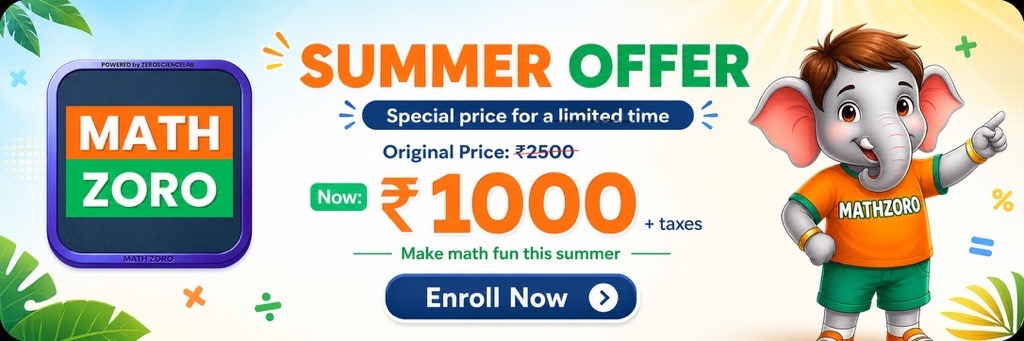 POWERED by ZEROSCIENCELAB
MATH
ZORO
MATH ZORO
SUMMER OFFER
Special price for a limited time
Original Price: ₹2500
Now: ₹1000 + taxes
Make math fun this summer
Enroll Now
MATHZORO